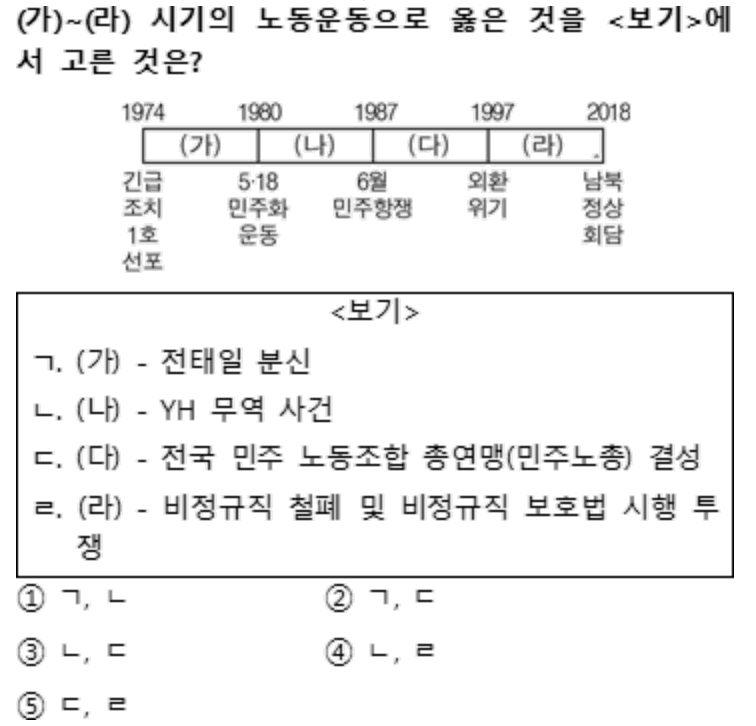 (가)~(라) 시기의 노동운동으로 옳은 것을 <보기>에
서 고른 것은?
1974 1980 1987 1997 2018
(가) (나) (다) (라)
긴급 5·18 6월 외환 남북
조치 민주화 민주항쟁 위기 정상
1호 운동 회담
선포
<보기>
ㄱ. (가) - 전태일 분신
ㄴ. (나) - YH 무역 사건
ㄷ. (다) - 전국 민주 노동조합 총연맹(민주노총) 결성
ㄹ. (라) - 비정규직 철폐 및 비정규직 보호법 시행 투
쟁
① ㄱ, ㄴ ② ㄱ, ㄷ
③ ㄴ, ㄷ ④ ㄴ, ㄹ
⑤ ㄷ, ㄹ